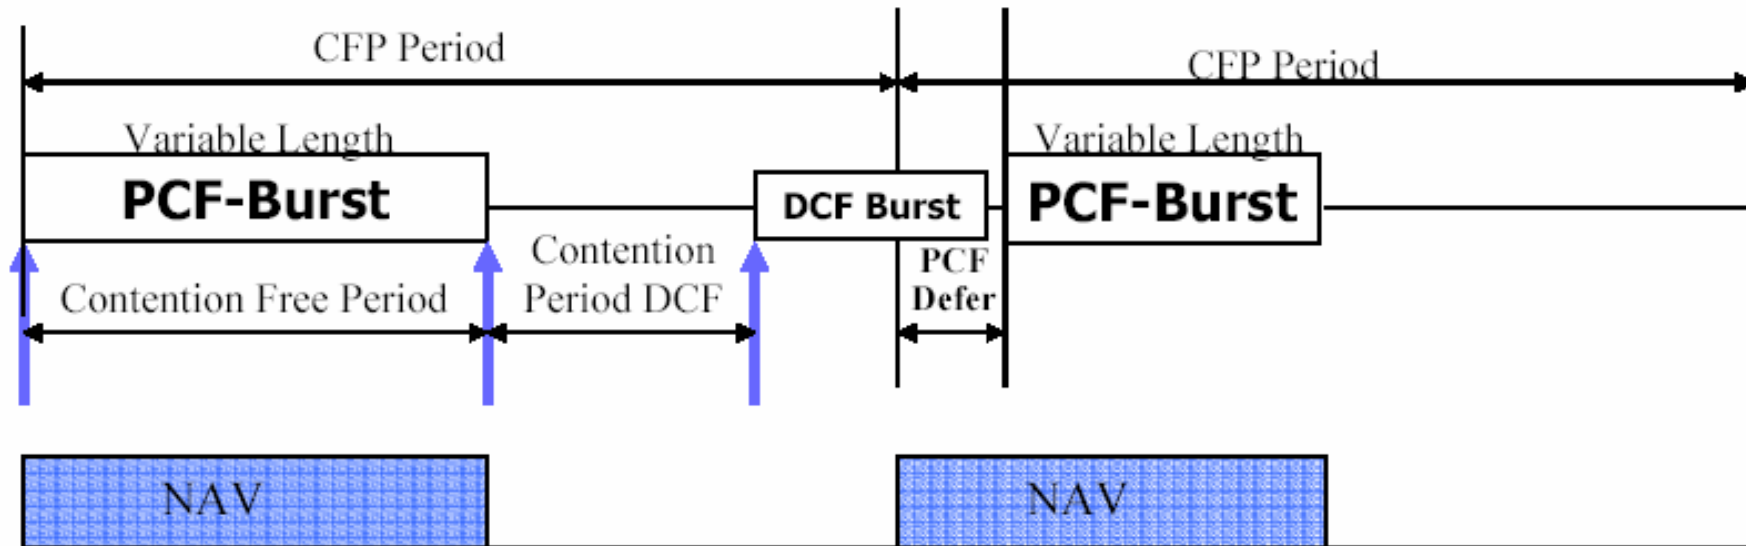 CFP Period
CFP Period
Variable Length
Variable Length
PCF-Burst
DCF Burst
PCF-Burst
Contention
Period DCF
PCF
Defer
Contention Free Period
NAV
NAV